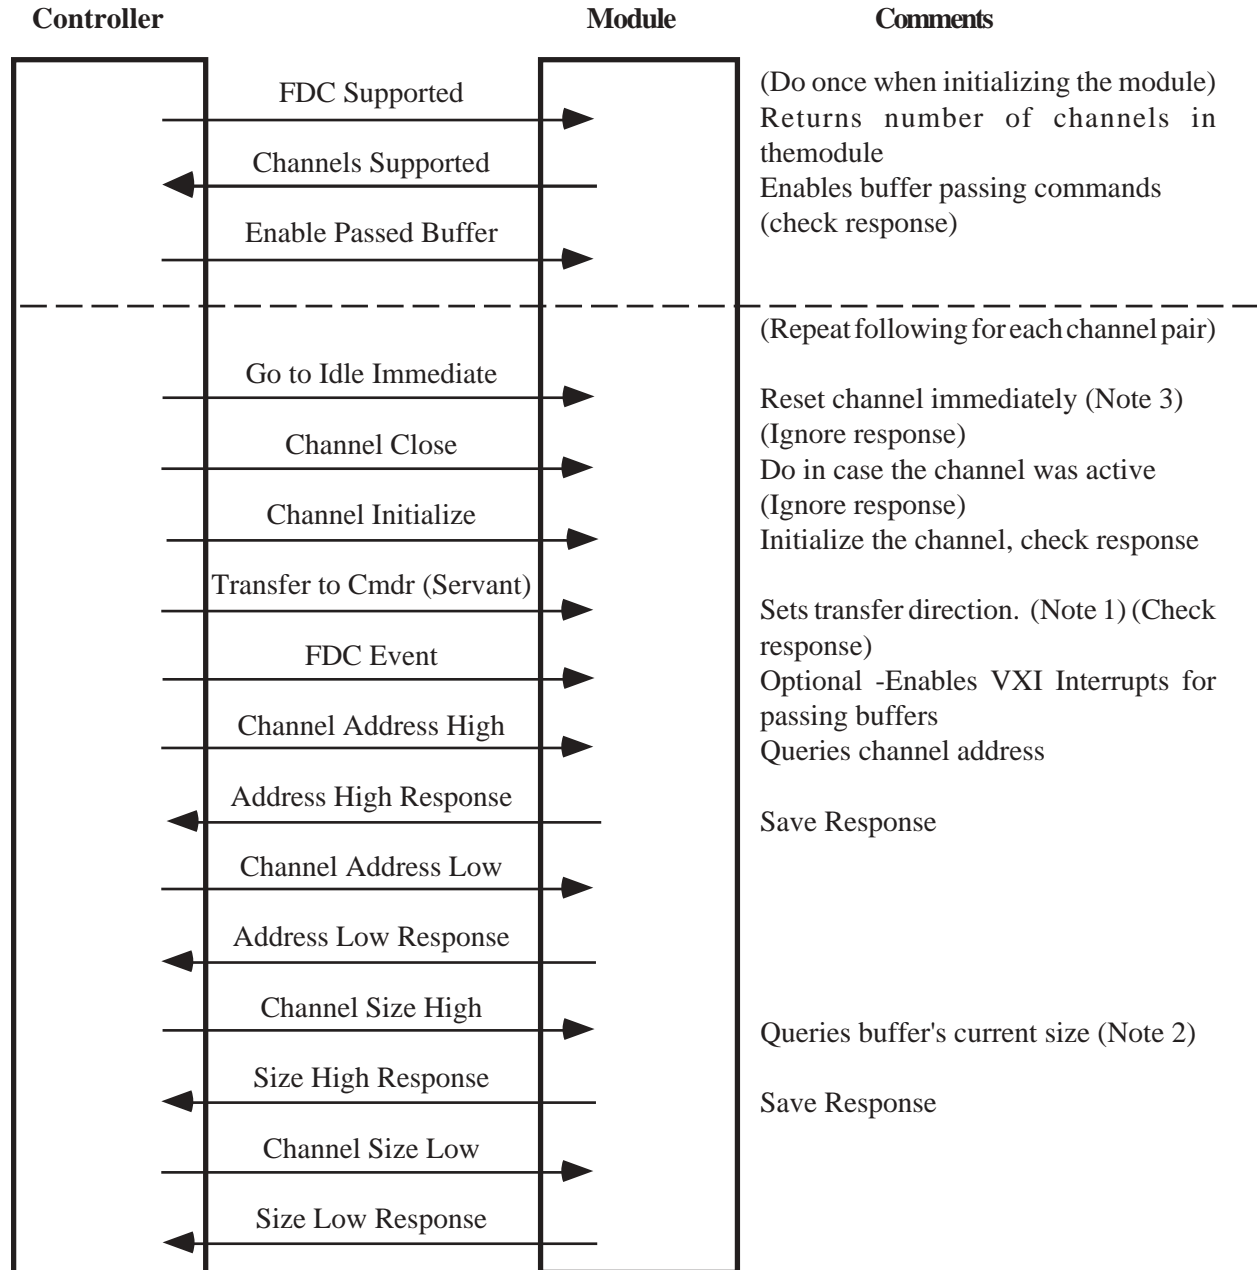 Controller Module Comments
FDC Supported
(Do once when initializing the module)
Returns number of channels in
themodule
Channels Supported
Enables buffer passing commands
(check response)
Enable Passed Buffer
(Repeat following for each channel pair)
Go to Idle Immediate
Reset channel immediately (Note 3)
(Ignore response)
Channel Close
Do in case the channel was active
(Ignore response)
Channel Initialize
Initialize the channel, check response
Transfer to Cmdr (Servant)
Sets transfer direction. (Note 1) (Check
response)
FDC Event
Optional -Enables VXI Interrupts for
passing buffers
Channel Address High
Queries channel address
Address High Response
Save Response
Channel Address Low
Address Low Response
Channel Size High
Queries buffer's current size (Note 2)
Size High Response
Save Response
Channel Size Low
Size Low Response